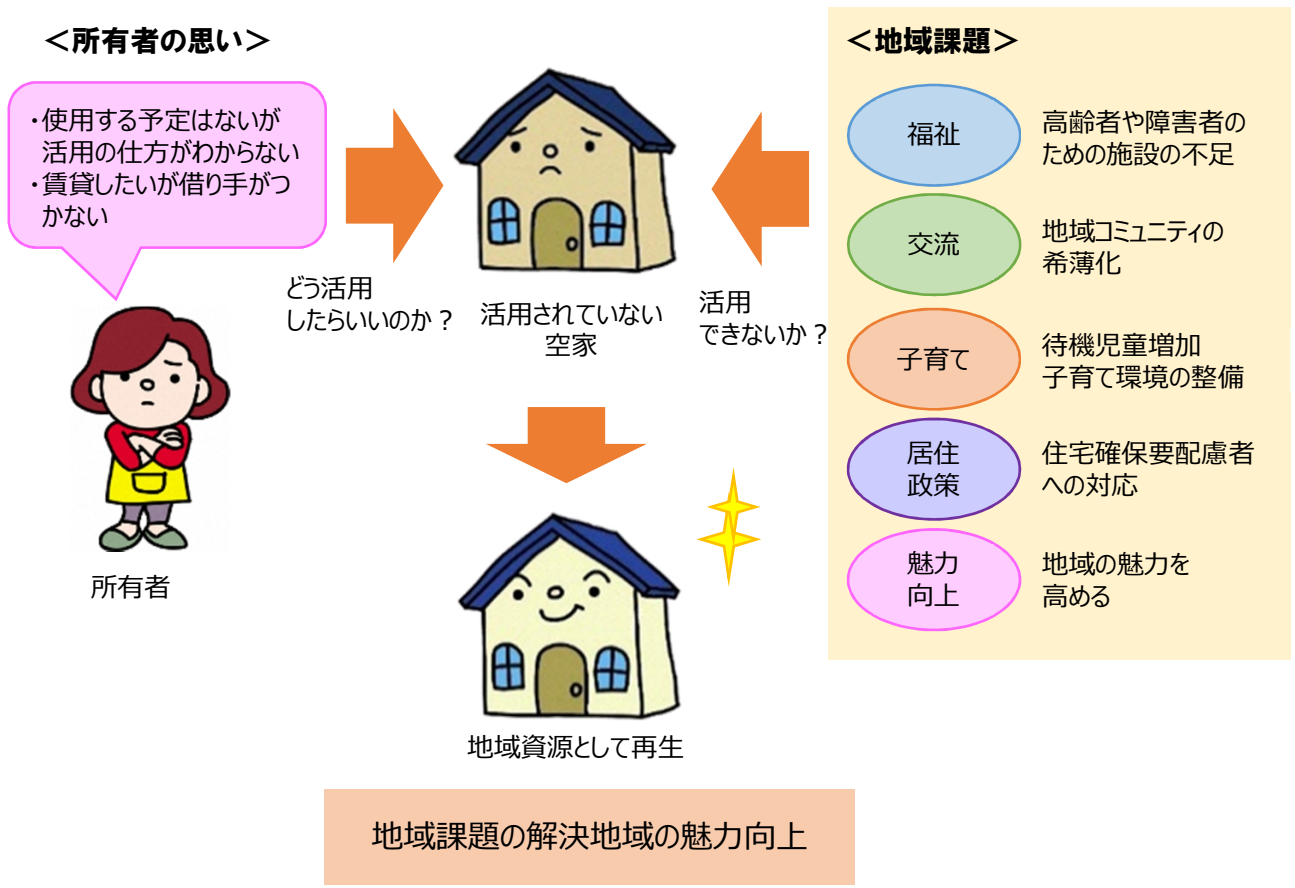 ＜所有者の思い＞
・使用する予定はないが
活用の仕方がわからない
・賃貸したいが借り手がつ
かない
所有者
どう活用
したらいいのか？
活用されていない
空家
活用
できないか？
＜地域課題＞
福祉
高齢者や障害者の
ための施設の不足
交流
地域コミュニティの
希薄化
子育て
待機児童増加
子育て環境の整備
居住
政策
住宅確保要配慮者
への対応
魅力
向上
地域の魅力を
高める
地域資源として再生
地域課題の解決地域の魅力向上